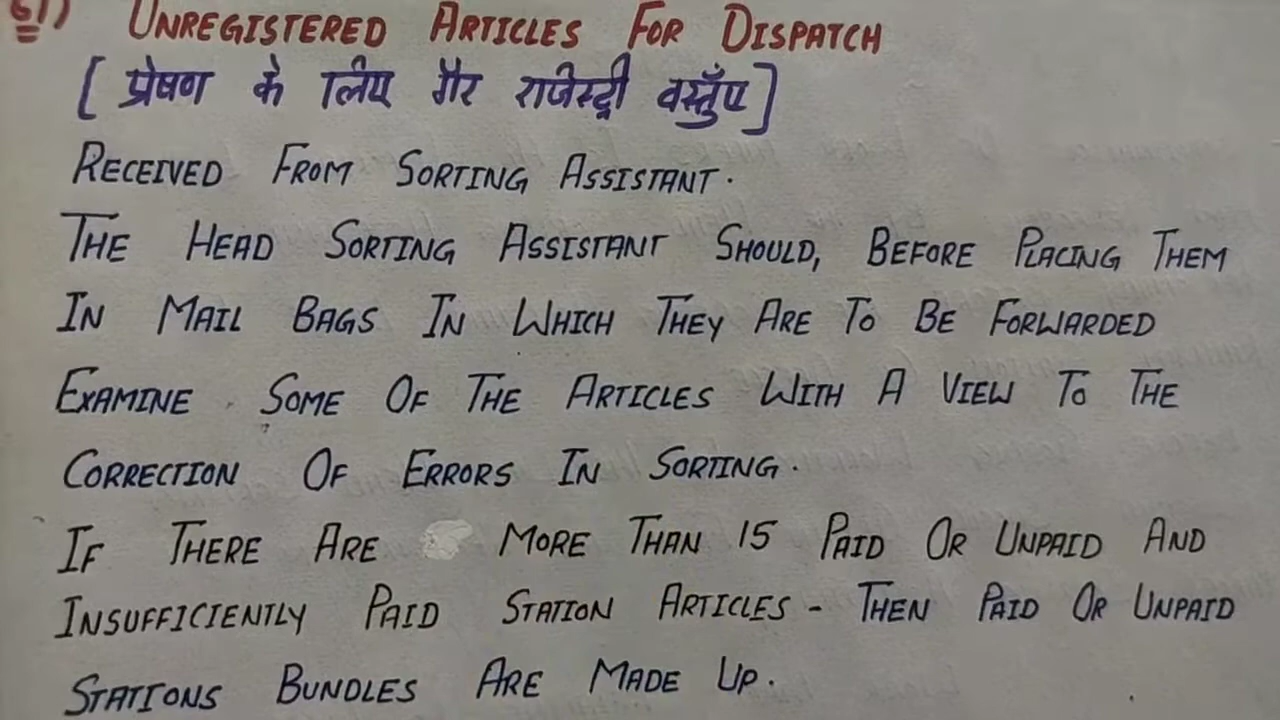 61) UNREGISTERED ARTICLES FOR DISPATCH
[ प्रेषण के लिए गैर राजेस्ट्री वस्तुँए ]
RECEIVED FROM SORTING ASSISTANT.
THE HEAD SORTING ASSISTANT SHOULD, BEFORE PLACING THEM
IN MAIL BAGS IN WHICH THEY ARE TO BE FORWARDED
EXAMINE SOME OF THE ARTICLES WITH A VIEW TO THE
CORRECTION OF ERRORS IN SORTING.
IF THERE ARE MORE THAN 15 PAID OR UNPAID AND
INSUFFICIENTLY PAID STATION ARTICLES - THEN PAID OR UNPAID
STATIONS BUNDLES ARE MADE UP.